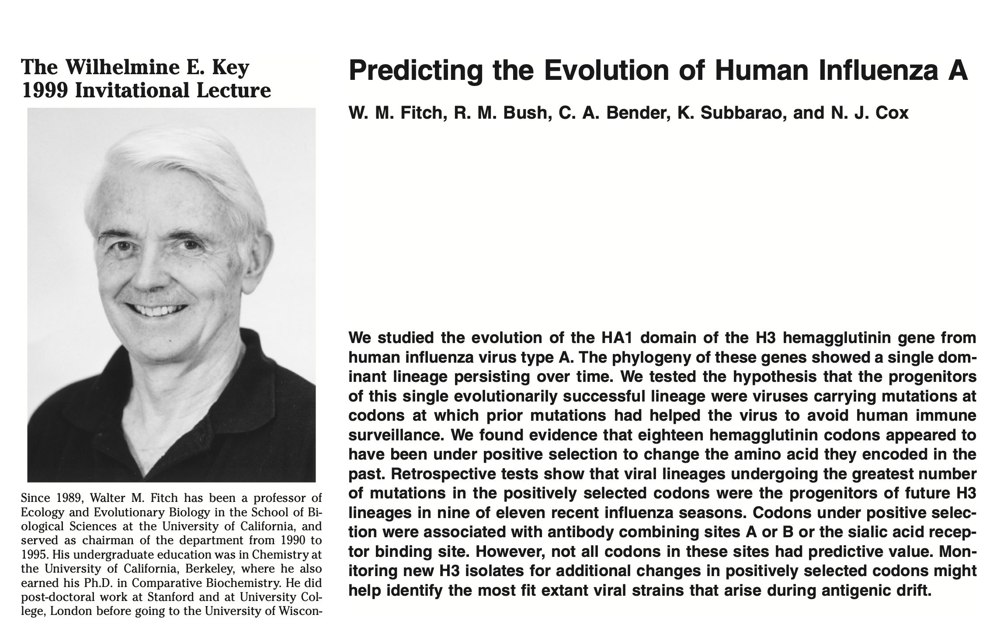 The Wilhelmine E. Key
1999 Invitational Lecture
Since 1989, Walter M. Fitch has been a professor of
Ecology and Evolutionary Biology in the School of Bi-
ological Sciences at the University of California, and
served as chairman of the department from 1990 to
1995. His undergraduate education was in Chemistry at
the University of California, Berkeley, where he also
earned his Ph.D. in Comparative Biochemistry. He did
post-doctoral work at Stanford and at University Col-
lege, London before going to the University of Wiscon-
Predicting the Evolution of Human Influenza A
W. M. Fitch, R. M. Bush, C. A. Bender, K. Subbarao, and N. J. Cox
We studied the evolution of the HA1 domain of the H3 hemagglutinin gene from
human influenza virus type A. The phylogeny of these genes showed a single dom-
inant lineage persisting over time. We tested the hypothesis that the progenitors
of this single evolutionarily successful lineage were viruses carrying mutations at
codons at which prior mutations had helped the virus to avoid human immune
surveillance. We found evidence that eighteen hemagglutinin codons appeared to
have been under positive selection to change the amino acid they encoded in the
past. Retrospective tests show that viral lineages undergoing the greatest number
of mutations in the positively selected codons were the progenitors of future H3
lineages in nine of eleven recent influenza seasons. Codons under positive selec-
tion were associated with antibody combining sites A or B or the sialic acid recep-
tor binding site. However, not all codons in these sites had predictive value. Mon-
itoring new H3 isolates for additional changes in positively selected codons might
help identify the most fit extant viral strains that arise during antigenic drift.